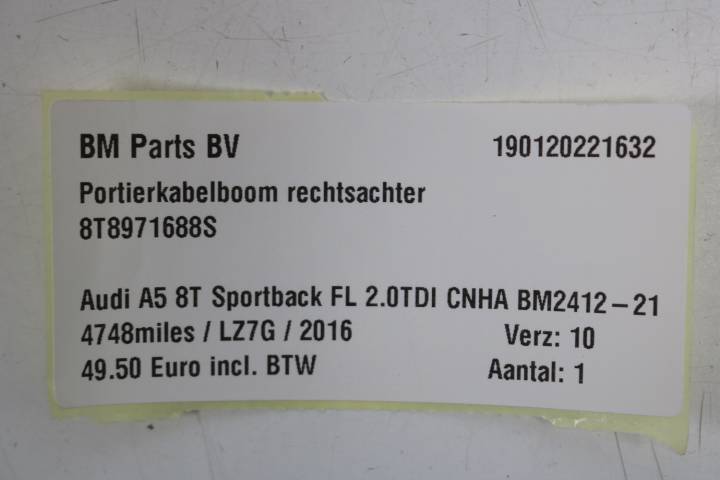 BM Parts BV 190120221632
Portierkabelboom rechtsachter
8T8971688S
Audi A5 8T Sportback FL 2.0TDI CNHA BM2412-21
4748miles / LZ7G / 2016 Verz: 10
49.50 Euro incl. BTW Aantal: 1